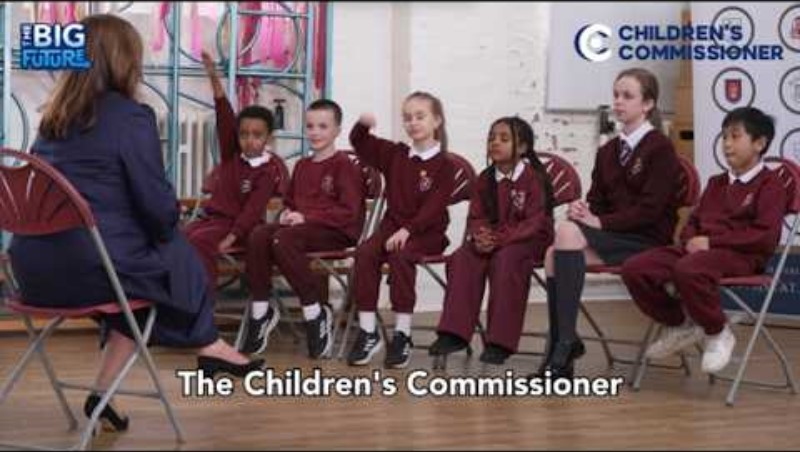 THE
BIG
FUTURE
CHILDREN'S
COMMISSIONER
The Children's Commissioner